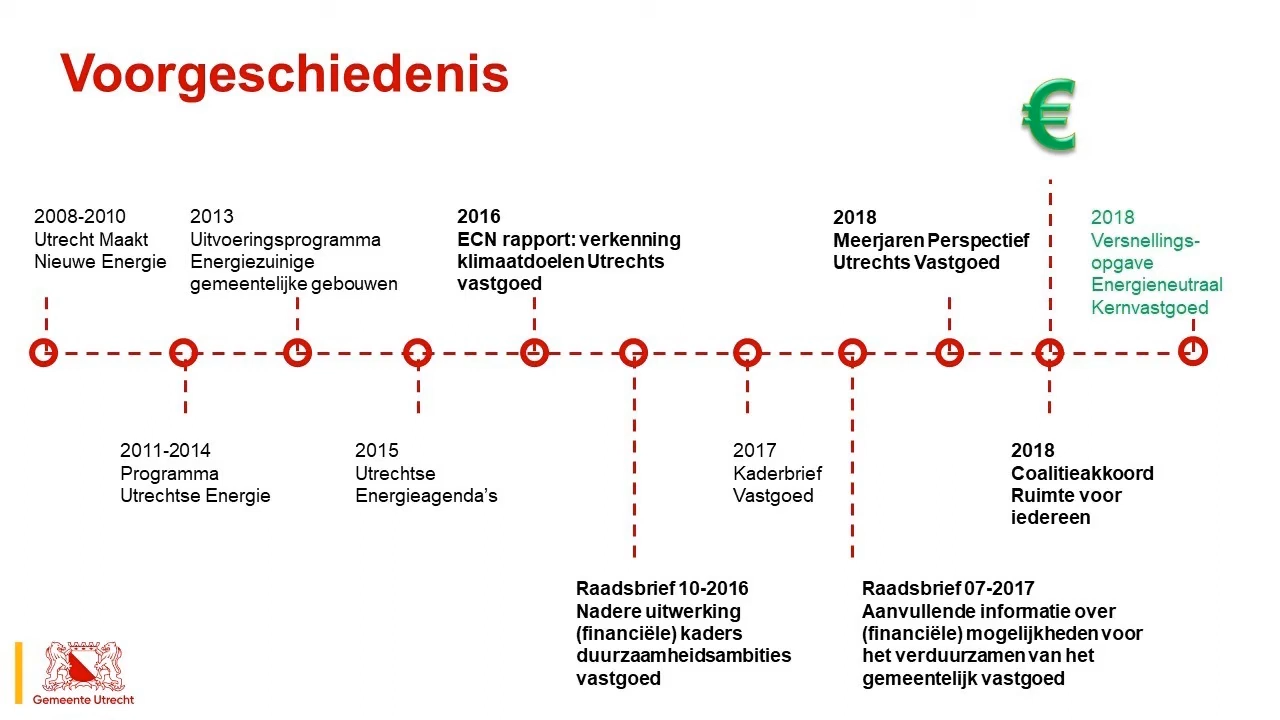 Voorgeschiedenis
€
2008-2010
Utrecht Maakt
Nieuwe Energie
2013
Uitvoeringsprogramma
Energiezuinige
gemeentelijke gebouwen
2016
ECN rapport: verkenning
klimaatdoelen Utrechts
vastgoed
2018
Meerjaren Perspectief
Utrechts Vastgoed
2018
Versnellings-
opgave
Energieneutraal
Kernvastgoed
2011-2014
Programma
Utrechtse Energie
2015
Utrechtse
Energieagenda’s
2017
Kaderbrief
Vastgoed
2018
Coalitieakkoord
Ruimte voor
iedereen
Raadsbrief 10-2016
Nadere uitwerking
(financiële) kaders
duurzaamheidsambities
vastgoed
Raadsbrief 07-2017
Aanvullende informatie over
(financiële) mogelijkheden voor
het verduurzamen van het
gemeentelijk vastgoed
Gemeente Utrecht